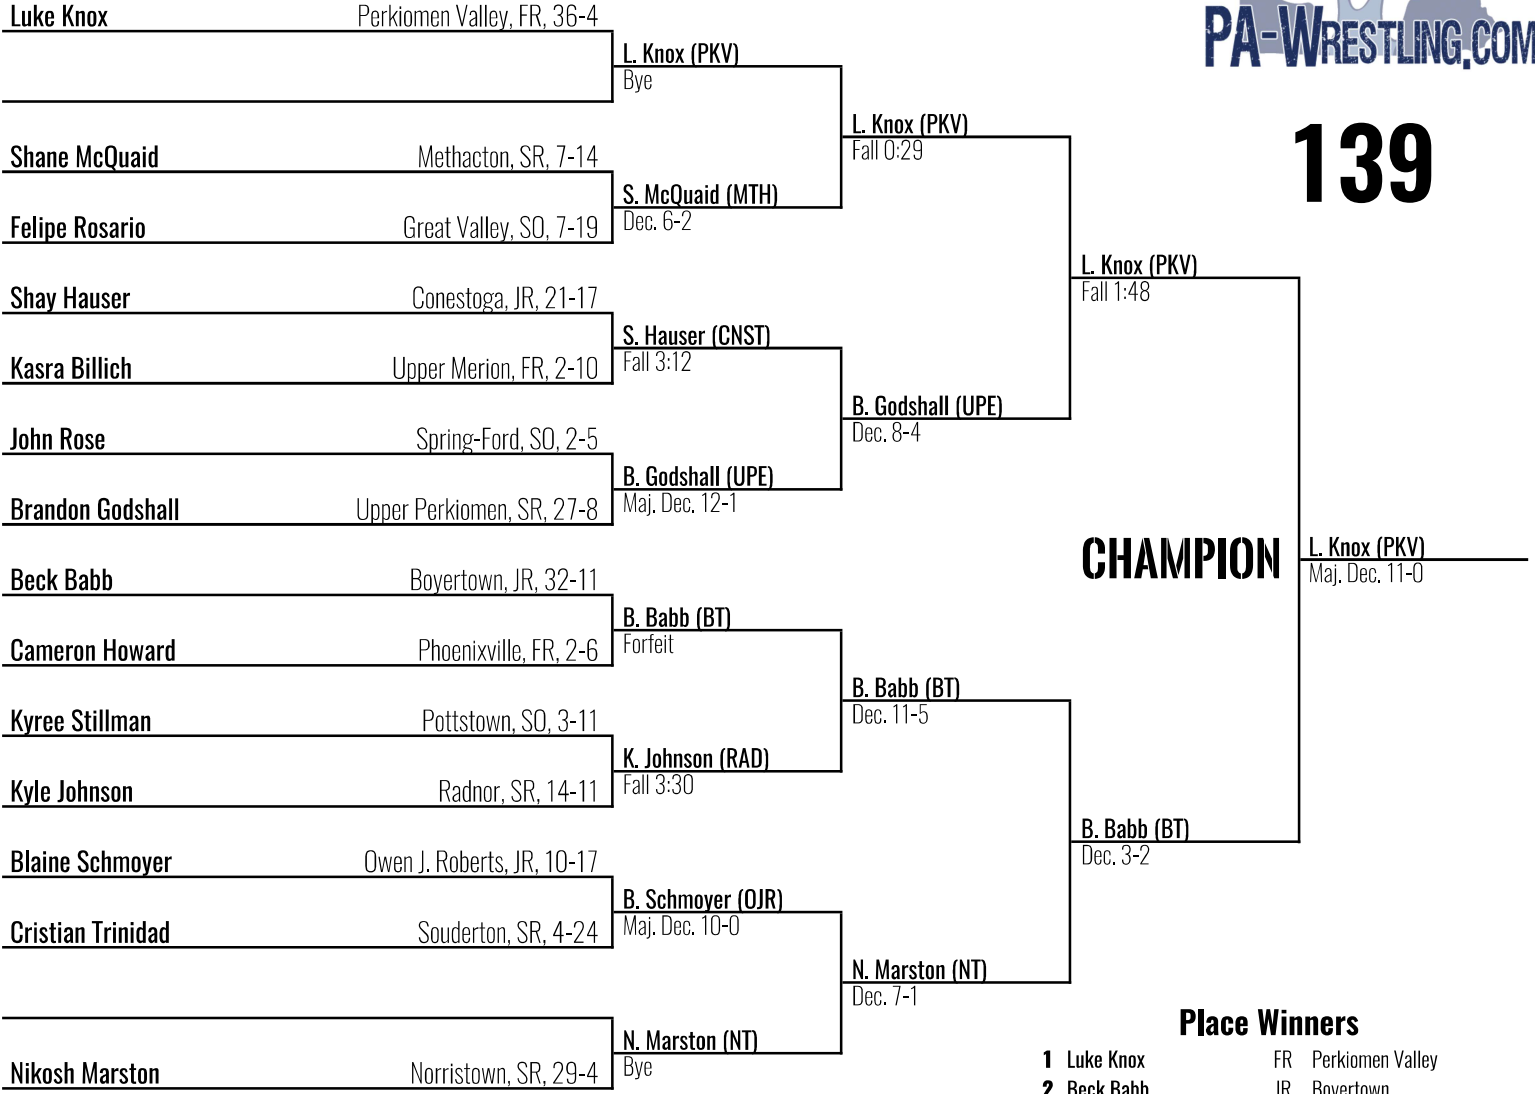 PA-WRESTLING.COM
139
Luke Knox Perkiomen Valley, FR, 36-4
L. Knox (PKV)
Bye
L. Knox (PKV)
Fall 0:29
Shane McQuaid Methacton, SR, 7-14
S. McQuaid (MTH)
Dec. 6-2
Felipe Rosario Great Valley, SO, 7-19
L. Knox (PKV)
Fall 1:48
Shay Hauser Conestoga, JR, 21-17
S. Hauser (CNST)
Fall 3:12
Kasra Billich Upper Merion, FR, 2-10
B. Godshall (UPE)
Dec. 8-4
John Rose Spring-Ford, SO, 2-5
B. Godshall (UPE)
Maj. Dec. 12-1
Brandon Godshall Upper Perkiomen, SR, 27-8
CHAMPION
L. Knox (PKV)
Maj. Dec. 11-0
Beck Babb Boyertown, JR, 32-11
B. Babb (BT)
Forfeit
Cameron Howard Phoenixville, FR, 2-6
B. Babb (BT)
Dec. 11-5
Kyree Stillman Pottstown, SO, 3-11
K. Johnson (RAD)
Fall 3:30
Kyle Johnson Radnor, SR, 14-11
B. Babb (BT)
Dec. 3-2
Blaine Schmoyer Owen J. Roberts, JR, 10-17
B. Schmoyer (OJR)
Maj. Dec. 10-0
Cristian Trinidad Souderton, SR, 4-24
N. Marston (NT)
Dec. 7-1
N. Marston (NT)
Bye
Nikosh Marston Norristown, SR, 29-4
Place Winners
1 Luke Knox FR Perkiomen Valley
2 Beck Babb JR Boyertown